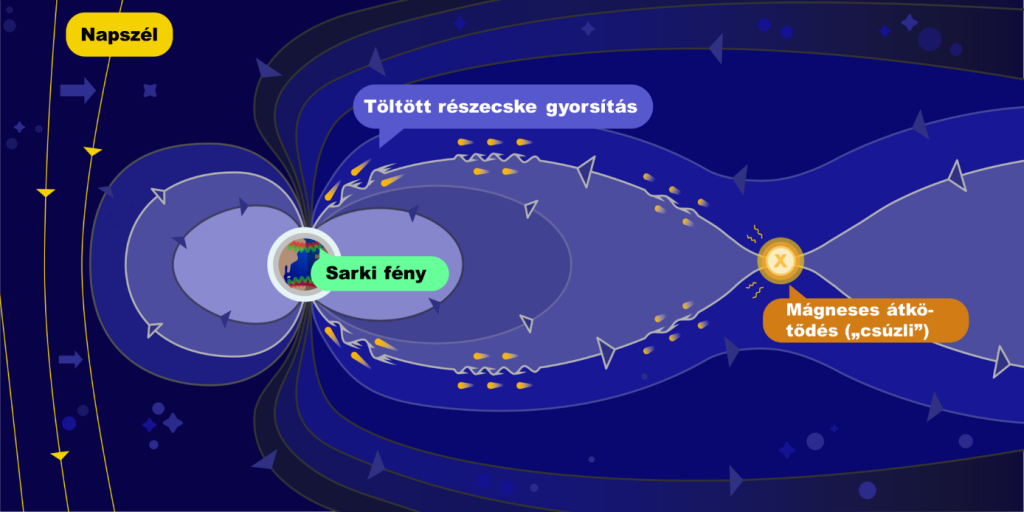 Napszél
Töltött részecske gyorsítás
Sarki fény
X
Mágneses átkö-
tődés („csúzli”)